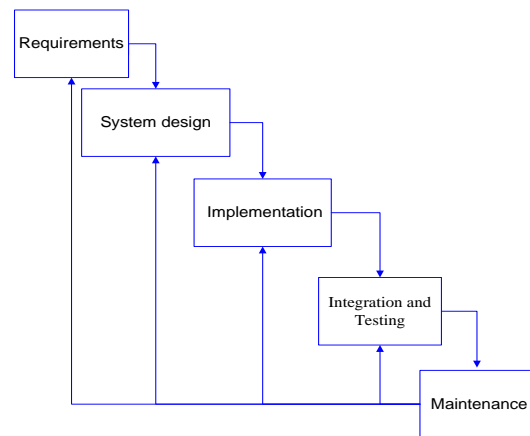 Requirements
System design
Implementation
Integration and
Testing
Maintenance